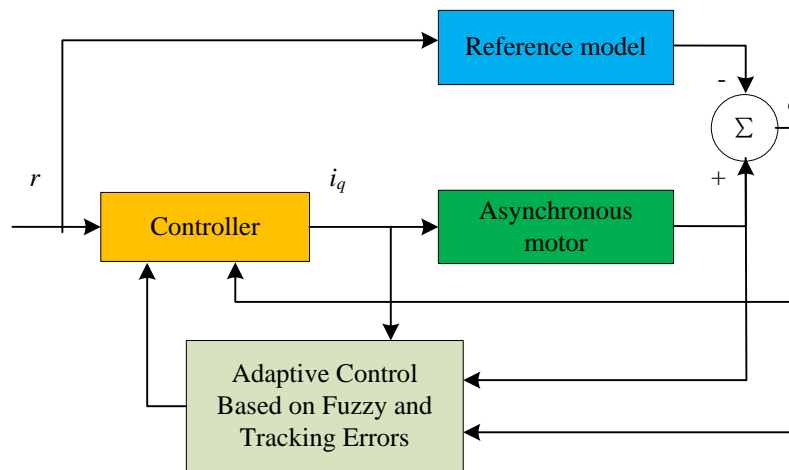 Reference model
-
Σ
+
r
i_q
Controller
Asynchronous
motor
Adaptive Control
Based on Fuzzy and
Tracking Errors